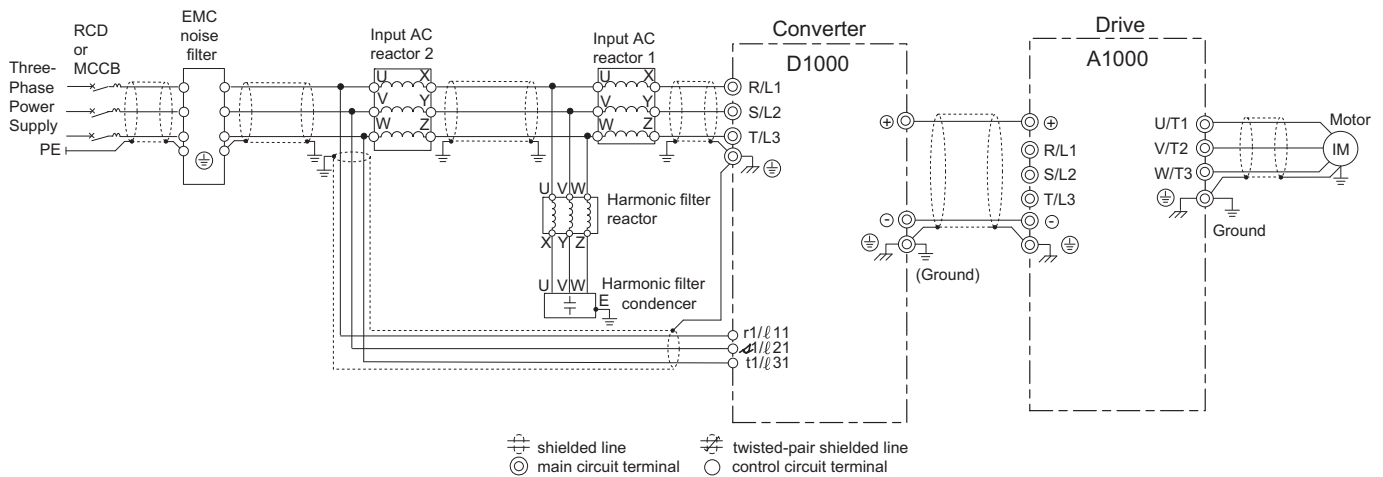 EMC
noise
filter
RCD
or
MCCB
Three-
Phase
Power
Supply
PE
Input AC
reactor 2
U X
V Y
W Z
Input AC
reactor 1
U X
V Y
W Z
Converter
D1000
R/L1
S/L2
T/L3
Drive
A1000
R/L1
S/L2
T/L3
U/T1
V/T2
W/T3
Motor
IM
Ground
(Ground)
U V W
Harmonic filter
reactor
X Y Z
U V W
Harmonic filter
condencer
E
r1/ℓ11
1/ℓ21
t1/ℓ31
shielded line
twisted-pair shielded line
main circuit terminal
control circuit terminal